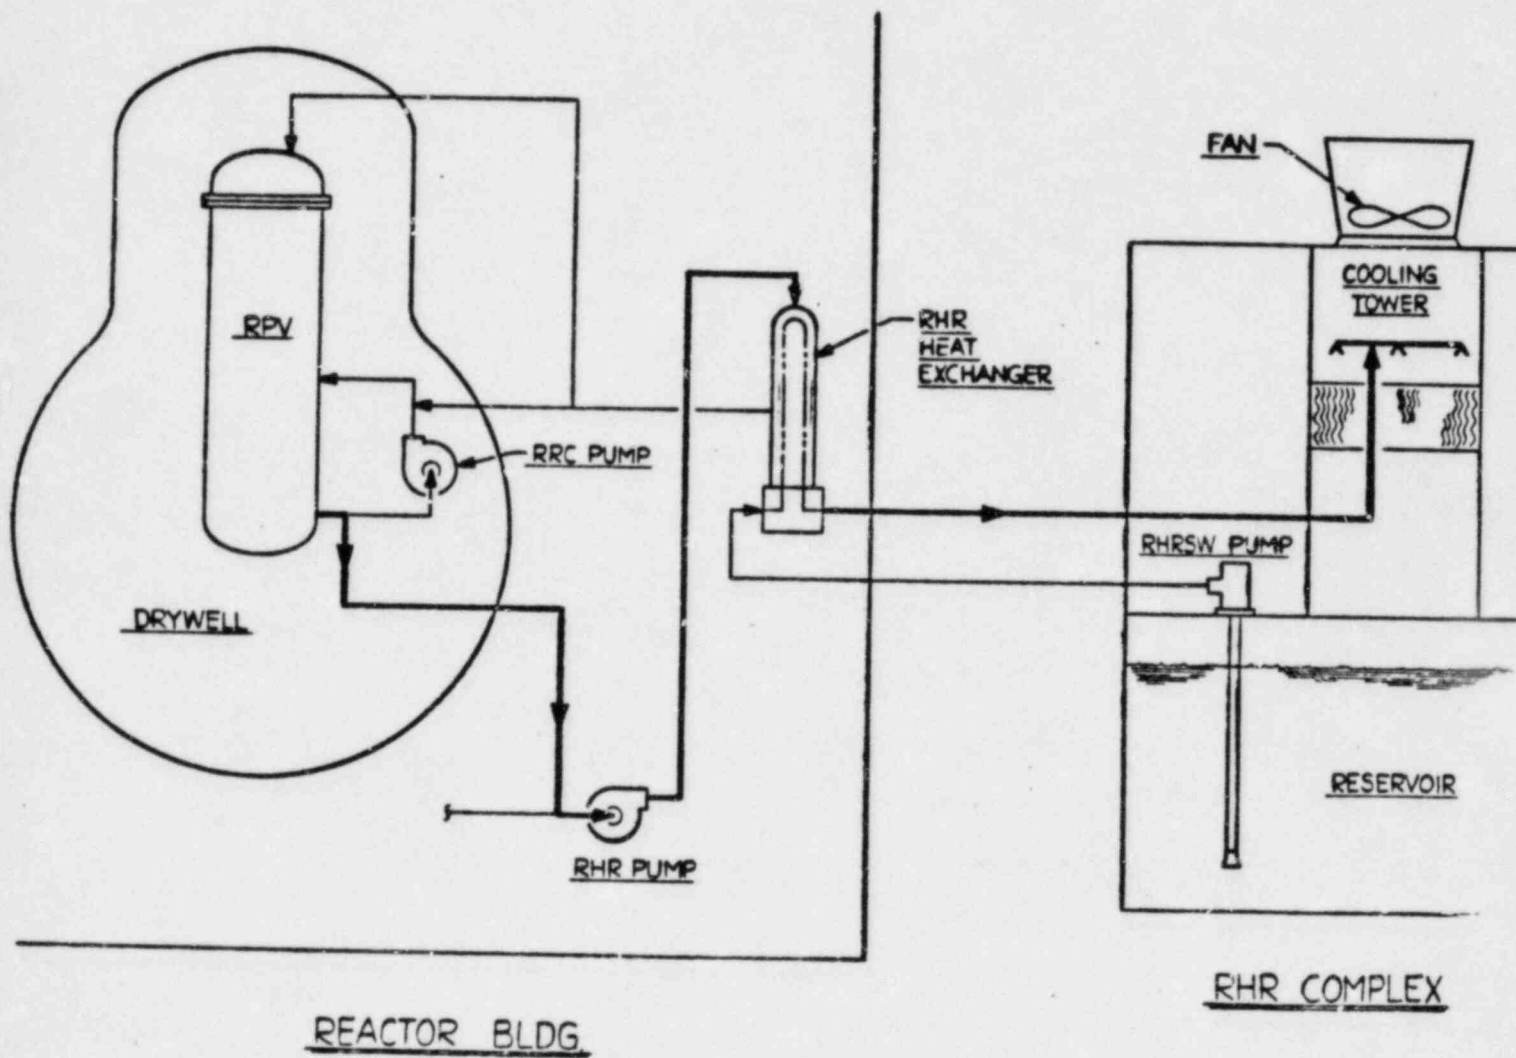 FAN
COOLING
TOWER
RPV
RHR
HEAT
EXCHANGER
RRC PUMP
RHRSW PUMP
DRYWELL
RESERVOIR
RHR PUMP
RHR COMPLEX
REACTOR BLDG.